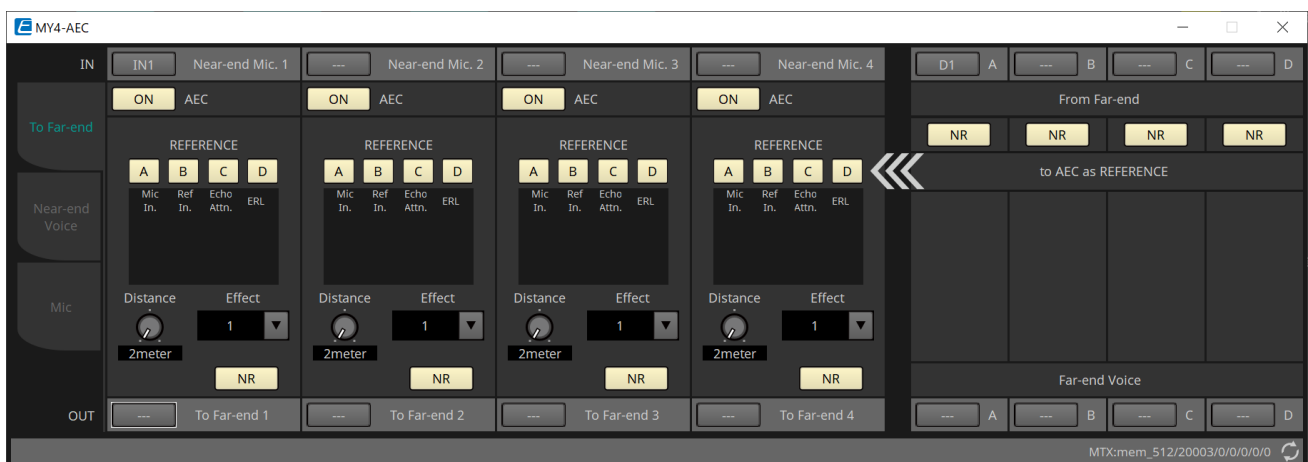 MY4-AEC
IN IN1 Near-end Mic. 1 --- Near-end Mic. 2 --- Near-end Mic. 3 --- Near-end Mic. 4 D1 A --- B --- C --- D
ON AEC ON AEC ON AEC ON AEC From Far-end
To Far-end
NR NR NR NR
REFERENCE REFERENCE REFERENCE REFERENCE
A B C D A B C D A B C D A B C D to AEC as REFERENCE
Mic Ref Echo Mic Ref Echo Mic Ref Echo Mic Ref Echo
In. In. Attn. ERL In. In. Attn. ERL In. In. Attn. ERL In. In. Attn. ERL
Near-end
Voice
Mic
Distance Effect Distance Effect Distance Effect Distance Effect
1 1 1 1
2meter 2meter 2meter 2meter
NR NR NR NR Far-end Voice
OUT --- To Far-end 1 --- To Far-end 2 --- To Far-end 3 --- To Far-end 4 --- A --- B --- C --- D
MTX:mem_512/20003/0/0/0/0/0